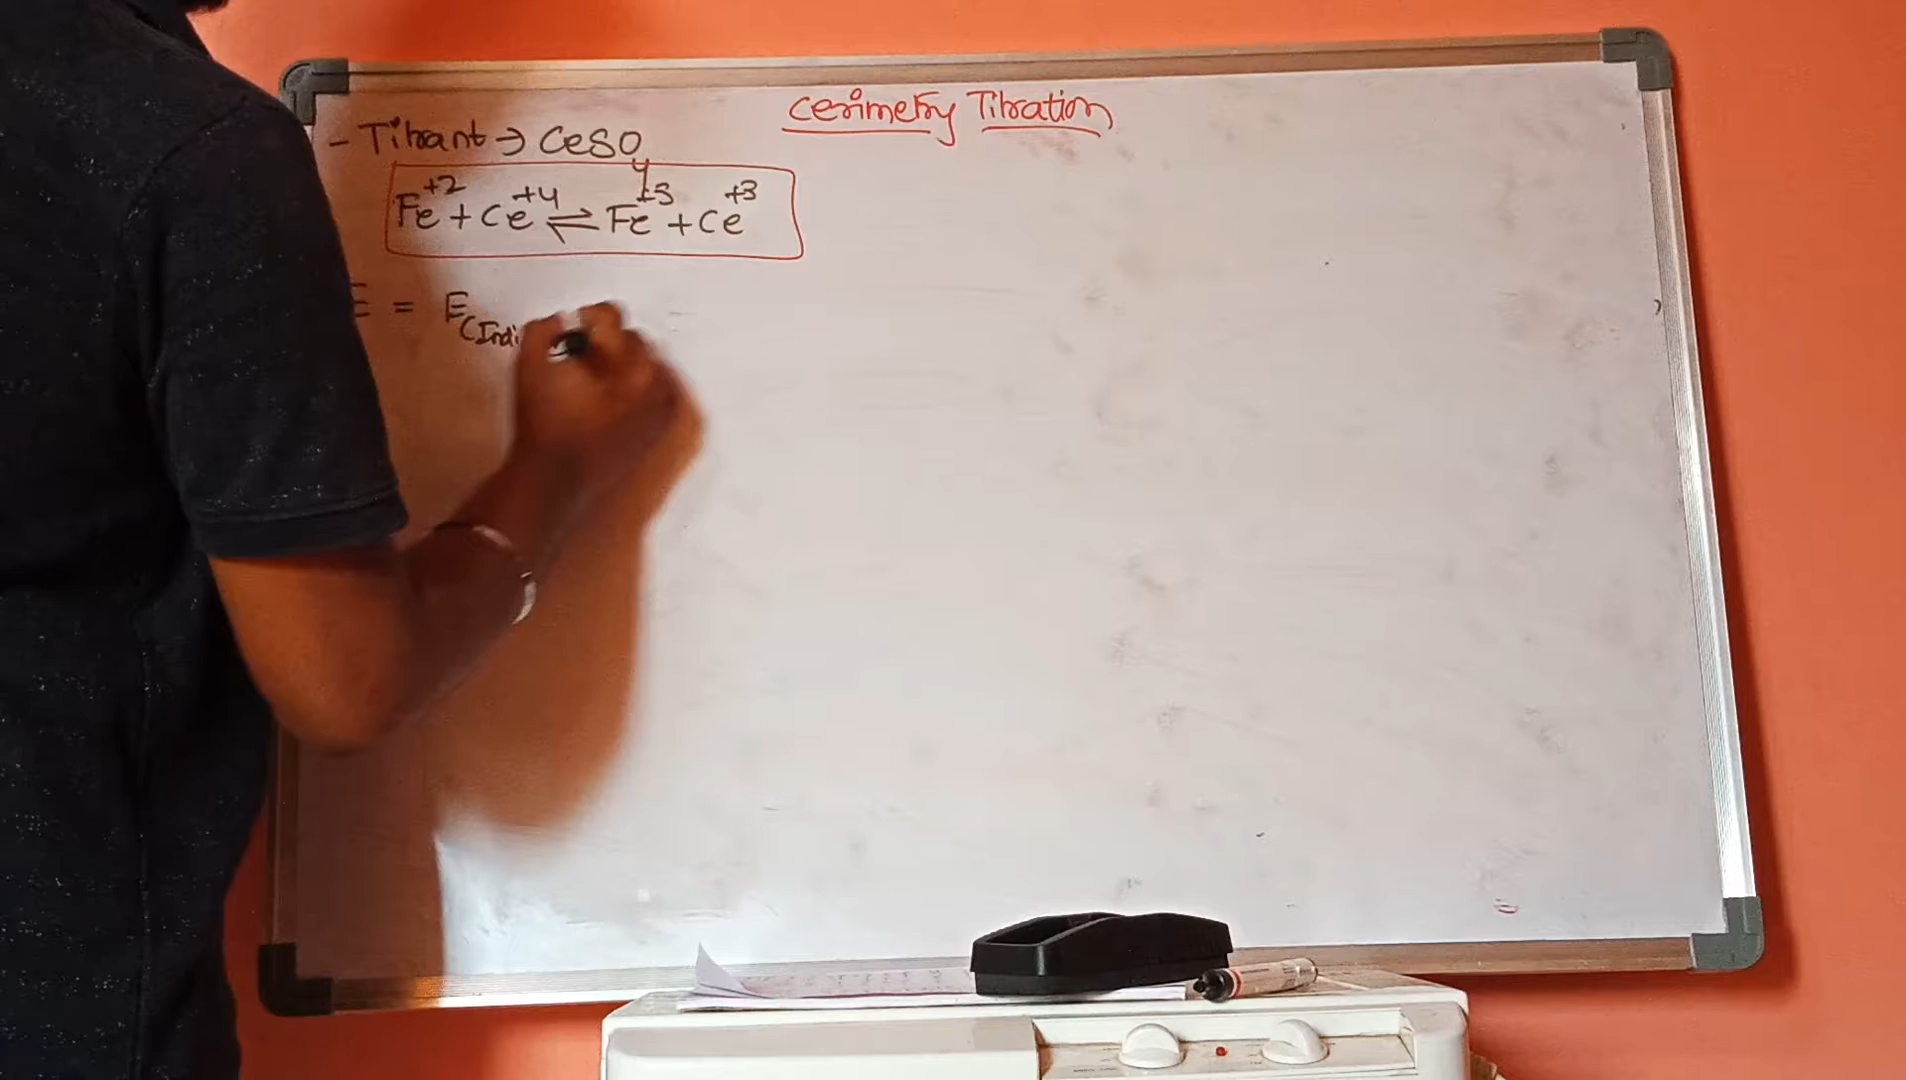 Cerimetry Titration
- Titrant → CeSO4
Fe+2 + Ce+4 ⇌ Fe+3 + Ce+3
E = E(Indi